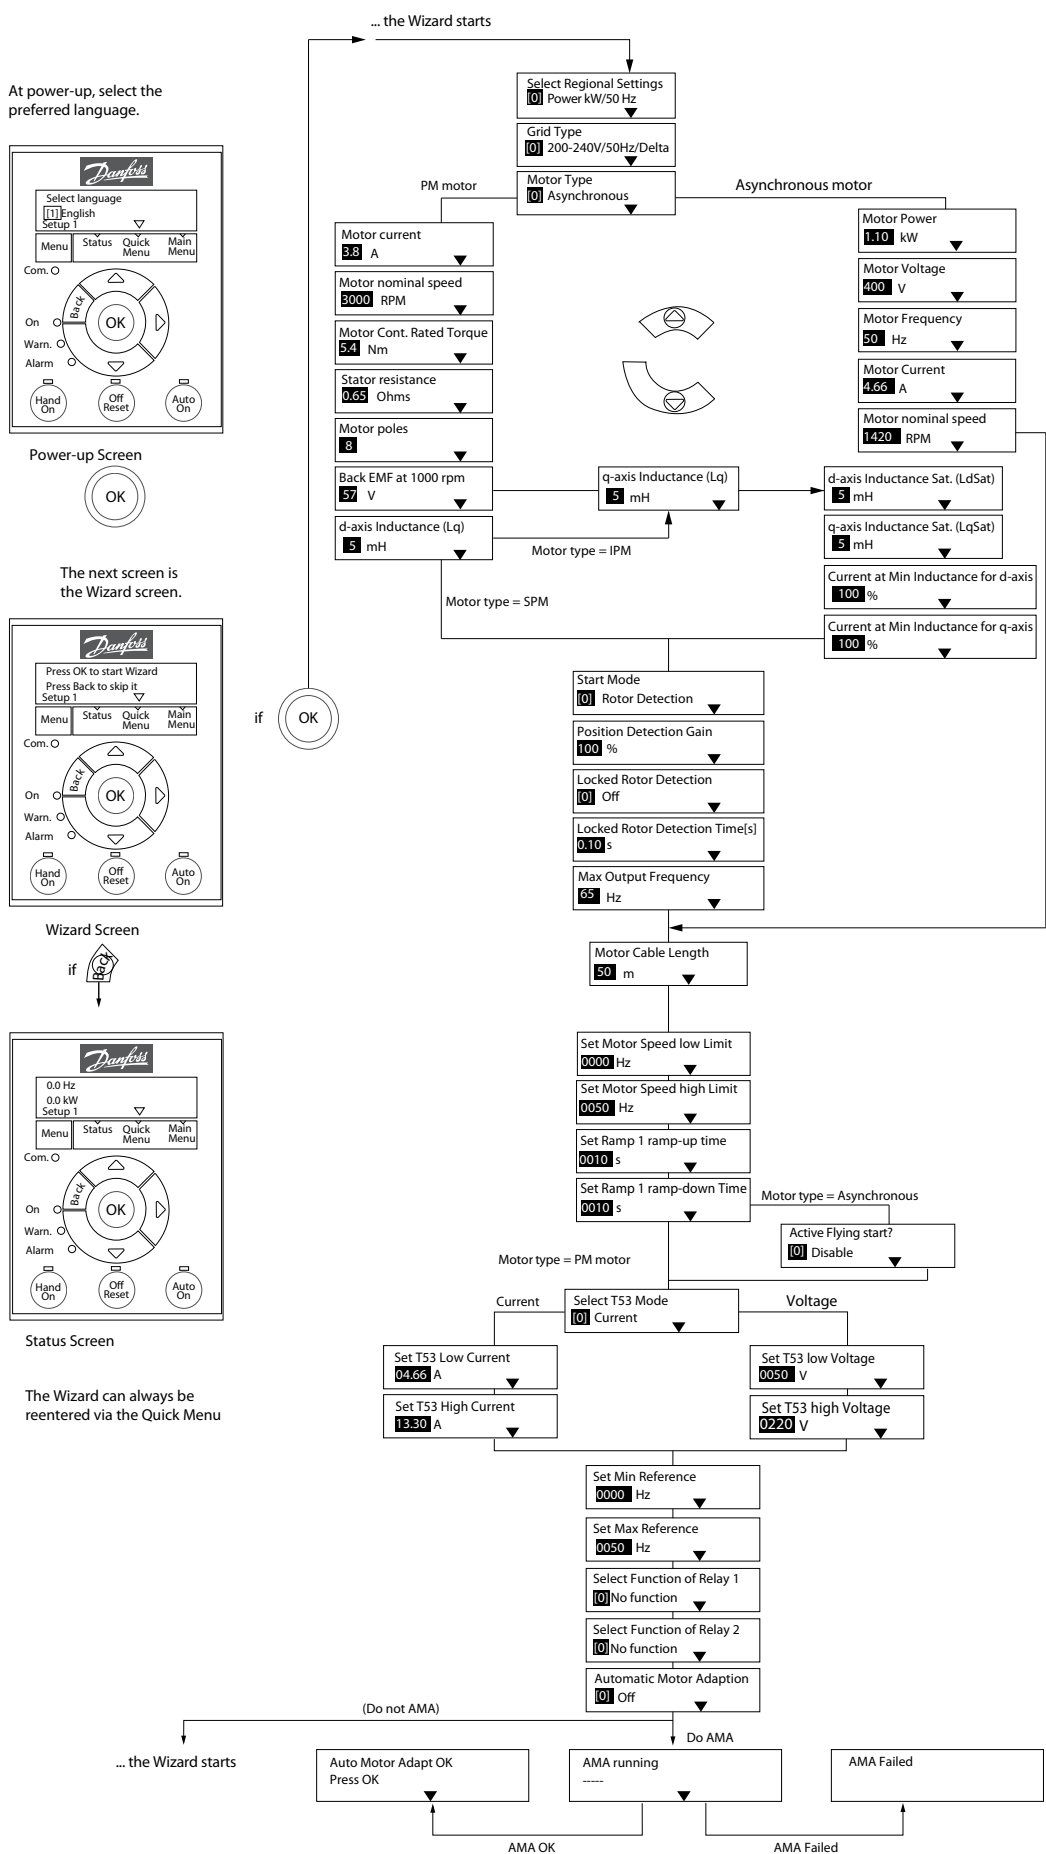 ... the Wizard starts
At power-up, select the
preferred language.
Danfoss
Select language
[1] English
Setup 1
Menu
Status
Quick
Menu
Main
Menu
Com.
Back
OK
On
Warn.
Alarm
Hand
On
Off
Reset
Auto
On
Power-up Screen
OK
The next screen is
the Wizard screen.
Danfoss
Press OK to start Wizard
Press Back to skip it
Setup 1
Menu
Status
Quick
Menu
Main
Menu
Com.
Back
OK
On
Warn.
Alarm
Hand
On
Off
Reset
Auto
On
Wizard Screen
if
Back
Danfoss
0.0 Hz
0.0 kW
Setup 1
Menu
Status
Quick
Menu
Main
Menu
Com.
Back
OK
On
Warn.
Alarm
Hand
On
Off
Reset
Auto
On
Status Screen
The Wizard can always be
reentered via the Quick Menu
if
OK
Select Regional Settings
[0] Power kW/50 Hz
Grid Type
[0] 200-240V/50Hz/Delta
Motor Type
[0] Asynchronous
PM motor
Asynchronous motor
Motor current
3.8 A
Motor nominal speed
3000 RPM
Motor Cont. Rated Torque
5.4 Nm
Stator resistance
0.65 Ohms
Motor poles
8
Back EMF at 1000 rpm
57 V
d-axis Inductance (Lq)
5 mH
Motor Power
1.10 kW
Motor Voltage
400 V
Motor Frequency
50 Hz
Motor Current
4.66 A
Motor nominal speed
1420 RPM
q-axis Inductance (Lq)
5 mH
Motor type = IPM
d-axis Inductance Sat. (LdSat)
5 mH
q-axis Inductance Sat. (LqSat)
5 mH
Current at Min Inductance for d-axis
100 %
Current at Min Inductance for q-axis
100 %
Motor type = SPM
Start Mode
[0] Rotor Detection
Position Detection Gain
100 %
Locked Rotor Detection
[0] Off
Locked Rotor Detection Time[s]
0.10 s
Max Output Frequency
65 Hz
Motor Cable Length
50 m
Set Motor Speed low Limit
0000 Hz
Set Motor Speed high Limit
0050 Hz
Set Ramp 1 ramp-up time
0010 s
Set Ramp 1 ramp-down Time
0010 s
Motor type = Asynchronous
Active Flying start?
[0] Disable
Motor type = PM motor
Select T53 Mode
[0] Current
Current
Voltage
Set T53 Low Current
04.66 A
Set T53 High Current
13.30 A
Set T53 low Voltage
0050 V
Set T53 high Voltage
0220 V
Set Min Reference
0000 Hz
Set Max Reference
0050 Hz
Select Function of Relay 1
[0] No function
Select Function of Relay 2
[0] No function
Automatic Motor Adaption
[0] Off
(Do not AMA)
Do AMA
... the Wizard starts
Auto Motor Adapt OK
Press OK
AMA running
-----
AMA Failed
AMA OK
AMA Failed